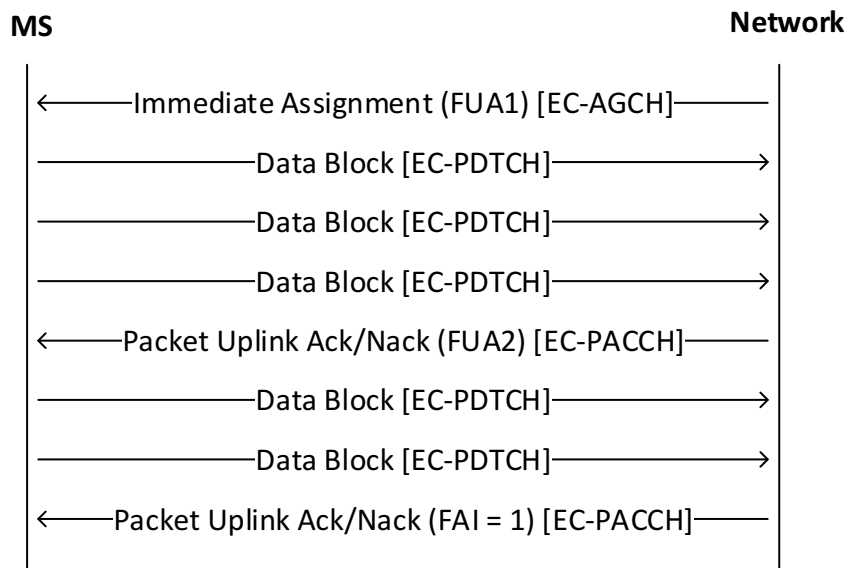 MS
Network
Immediate Assignment (FUA1) [EC-AGCH]
Data Block [EC-PDTCH]
Data Block [EC-PDTCH]
Data Block [EC-PDTCH]
Packet Uplink Ack/Nack (FUA2) [EC-PACCH]
Data Block [EC-PDTCH]
Data Block [EC-PDTCH]
Packet Uplink Ack/Nack (FAI = 1) [EC-PACCH]